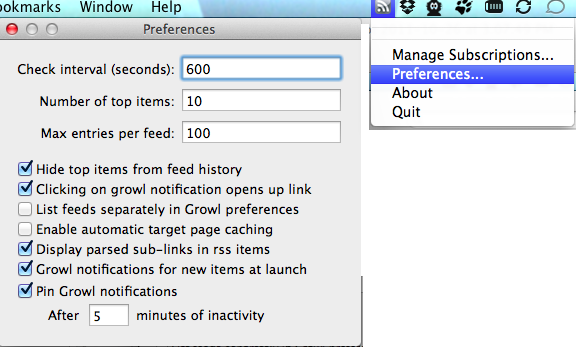 okmarks Window Help
Preferences
Check interval (seconds): 600
Number of top items: 10
Max entries per feed: 100
Hide top items from feed history
Clicking on growl notification opens up link
List feeds separately in Growl preferences
Enable automatic target page caching
Display parsed sub-links in rss items
Growl notifications for new items at launch
Pin Growl notifications
After 5 minutes of inactivity
Manage Subscriptions...
Preferences...
About
Quit